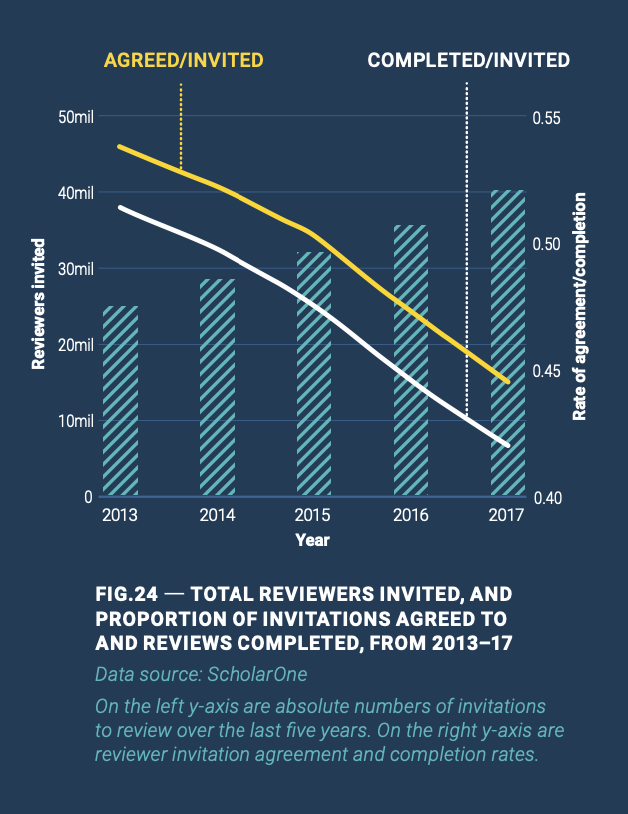 AGREED/INVITED
COMPLETED/INVITED
50mil
40mil
30mil
20mil
10mil
0
Reviewers invited
0.55
0.50
0.45
0.40
Rate of agreement/completion
2013 2014 2015 2016 2017
Year
FIG.24 — TOTAL REVIEWERS INVITED, AND
PROPORTION OF INVITATIONS AGREED TO
AND REVIEWS COMPLETED, FROM 2013–17
Data source: ScholarOne
On the left y-axis are absolute numbers of invitations
to review over the last five years. On the right y-axis are
reviewer invitation agreement and completion rates.